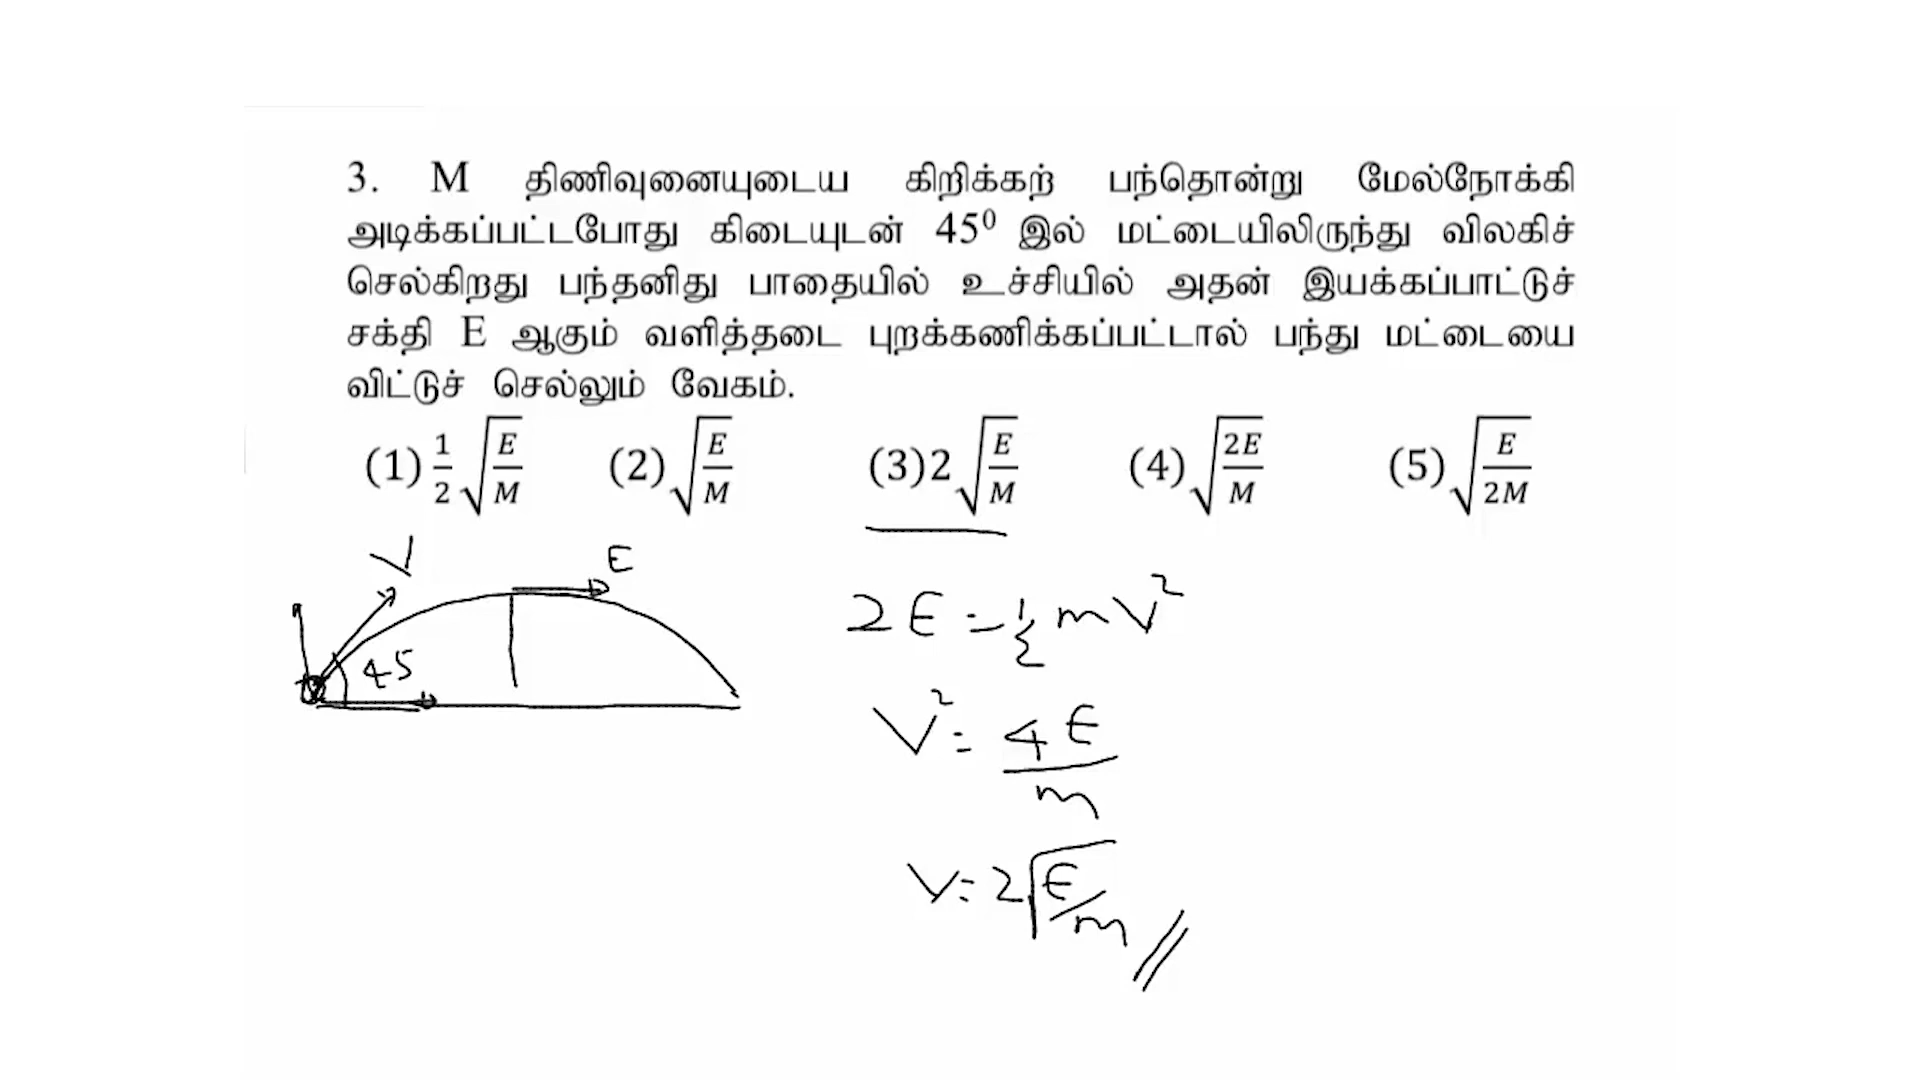 3. M திணிவுனையுடைய கிறிக்கற் பந்தொன்று மேல்நோக்கி
அடிக்கப்பட்டபோது கிடையுடன் 45⁰ இல் மட்டையிலிருந்து விலகிச்
செல்கிறது பந்தனிது பாதையில் உச்சியில் அதன் இயக்கப்பாட்டுச்
சக்தி E ஆகும் வளித்தடை புறக்கணிக்கப்பட்டால் பந்து மட்டையை
விட்டுச் செல்லும் வேகம்.
(1) 1/2 √(E/M) (2) √(E/M) (3) 2 √(E/M) (4) √(2E/M) (5) √(E/2M)
V
E
45
2E = 1/2 mV²
V² = 4E/m
V = 2√(E/m) //